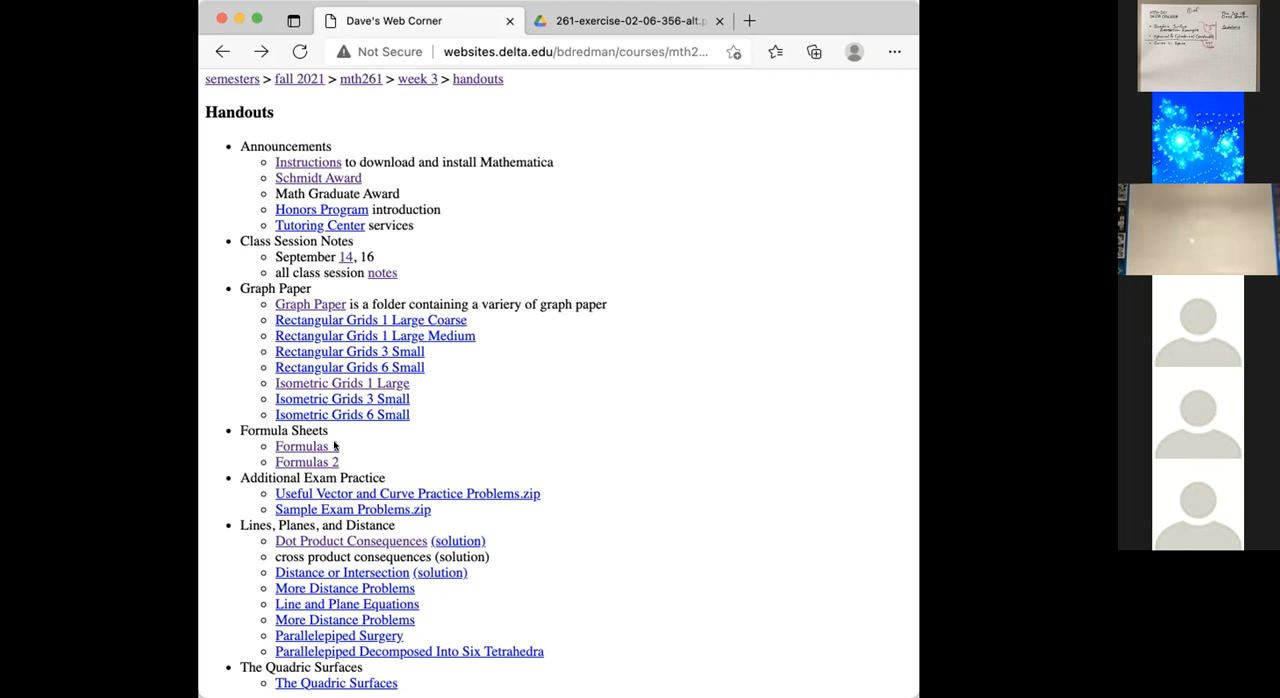 Dave's Web Corner
261-exercise-02-06-356-alt.p
Not Secure
websites.delta.edu/bdredman/courses/mth2...
semesters > fall 2021 > mth261 > week 3 > handouts
Handouts
Announcements
Instructions to download and install Mathematica
Schmidt Award
Math Graduate Award
Honors Program introduction
Tutoring Center services
Class Session Notes
September 14, 16
all class session notes
Graph Paper
Graph Paper is a folder containing a variery of graph paper
Rectangular Grids 1 Large Coarse
Rectangular Grids 1 Large Medium
Rectangular Grids 3 Small
Rectangular Grids 6 Small
Isometric Grids 1 Large
Isometric Grids 3 Small
Isometric Grids 6 Small
Formula Sheets
Formulas
Formulas 2
Additional Exam Practice
Useful Vector and Curve Practice Problems.zip
Sample Exam Problems.zip
Lines, Planes, and Distance
Dot Product Consequences (solution)
cross product consequences (solution)
Distance or Intersection (solution)
More Distance Problems
Line and Plane Equations
More Distance Problems
Parallelepiped Surgery
Parallelepiped Decomposed Into Six Tetrahedra
The Quadric Surfaces
The Quadric Surfaces